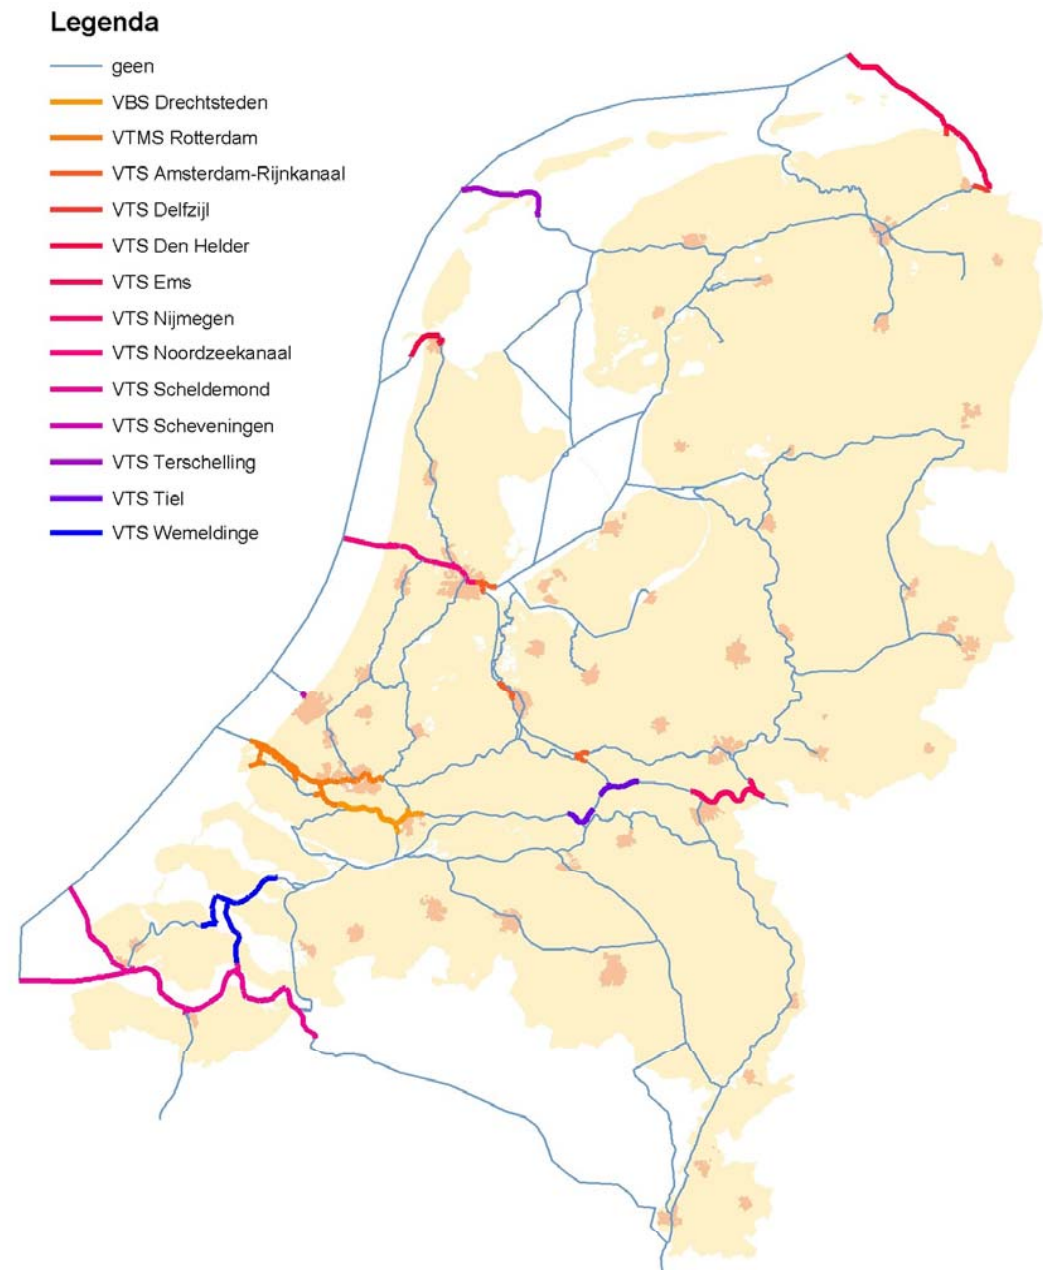 Legenda
geen
VBS Drechtsteden
VTMS Rotterdam
VTS Amsterdam-Rijnkanaal
VTS Delfzijl
VTS Den Helder
VTS Ems
VTS Nijmegen
VTS Noordzeekanaal
VTS Scheldemond
VTS Scheveningen
VTS Terschelling
VTS Tiel
VTS Wemeldinge